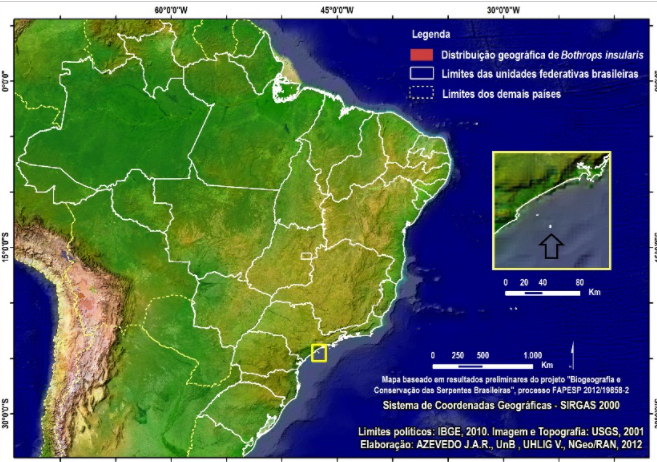 60°0'0"W 45°0'0"W 30°0'0"W
Legenda
Distribuição geográfica de Bothrops insularis
Limites das unidades federativas brasileiras
Limites dos demais países
0°0'0"
15°0'0"S
30°0'0"S
0 20 40 80
Km
0 250 500 1.000
Km
Mapa baseado em resultados preliminares do projeto "Biogeografia e
Conservação das Serpentes Brasileiras", processo FAPESP 2012/19858-2
Sistema de Coordenadas Geográficas - SIRGAS 2000
Limites políticos: IBGE, 2010. Imagem e Topografia: USGS, 2001
Elaboração: AZEVEDO J.A.R., UnB , UHLIG V., NGeo/RAN, 2012